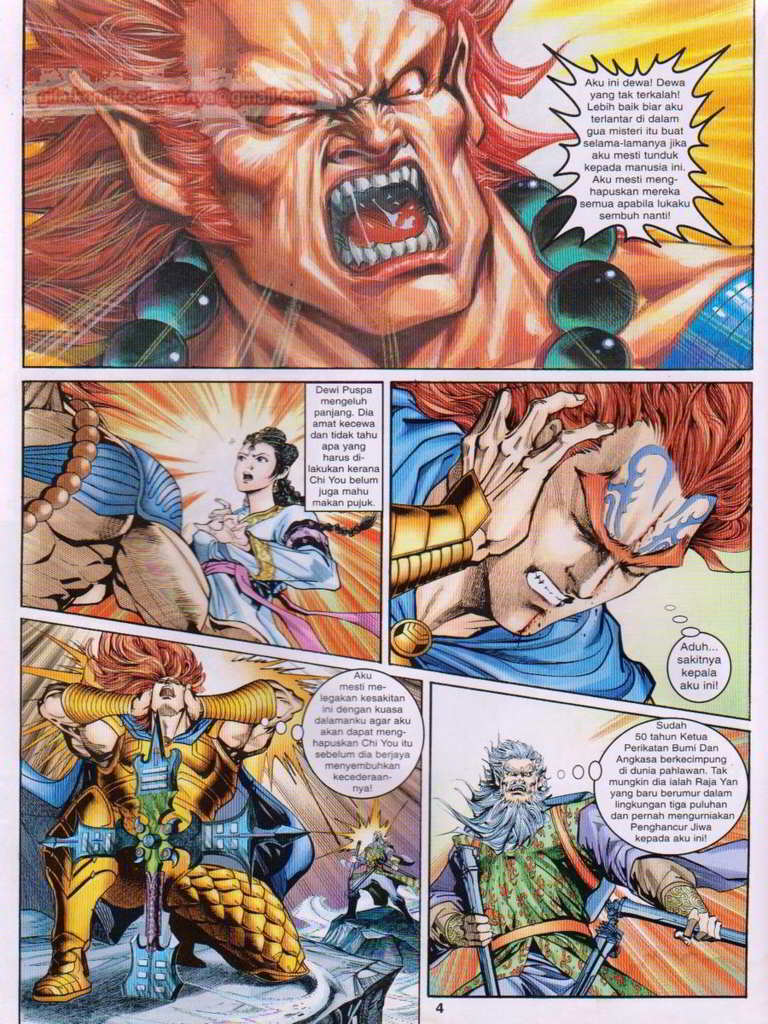 Aku ini dewa! Dewa
yang tak terkalah!
Lebih baik biar aku
terlantar di dalam
gua misteri itu buat
selama-lamanya jika
aku mesti tunduk
kepada manusia ini.
Aku mesti meng-
hapuskan mereka
semua apabila lukaku
sembuh nanti!
Dewi Puspa
mengeluh
panjang. Dia
amat kecewa
dan tidak tahu
apa yang
harus di-
lakukan kerana
Chi You belum
juga mahu
makan pujuk.
Aduh...
sakitnya
kepala
aku ini!
Aku
mesti me-
legakan kesakitan
ini dengan kuasa
dalamanku agar aku
akan dapat meng-
hapuskan Chi You itu
sebelum dia berjaya
menyembuhkan
kecederaan-
nya!
Sudah
50 tahun Ketua
Perikatan Bumi Dan
Angkasa berkecimpung
di dunia pahlawan. Tak
mungkin dia ialah Raja Yan
yang baru berumur dalam
lingkungan tiga puluhan
dan pernah mengurniakan
Penghancur Jiwa
kepada aku!
4